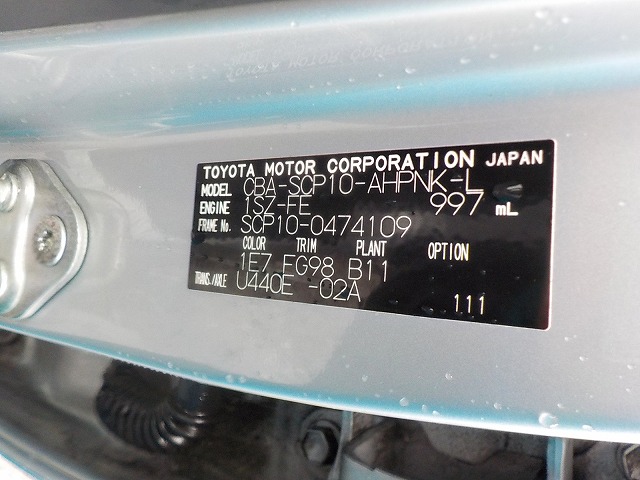 TOYOTA MOTOR CORPORATION JAPAN
MODEL CBA-SCP10-AHPNK-L
ENGINE 1SZ-FE 997 mL
FRAME No. SCP10-0474109
COLOR TRIM PLANT OPTION
1E7 FG98 B11
TRANS./AXLE U440E -02A 111